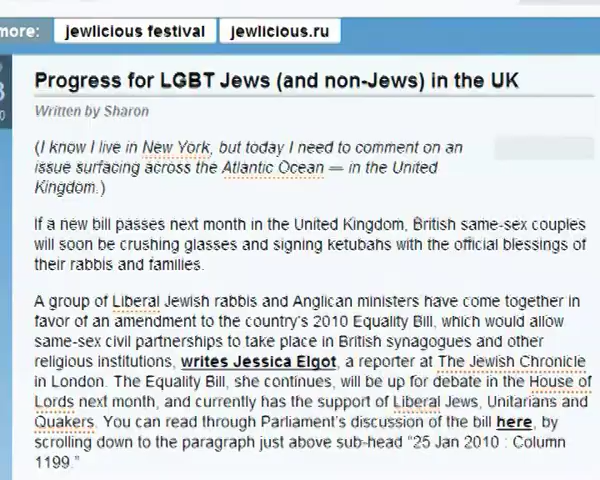 more: jewlicious festival jewlicious.ru
Progress for LGBT Jews (and non-Jews) in the UK
Written by Sharon
(I know I live in New York, but today I need to comment on an
issue surfacing across the Atlantic Ocean — in the United
Kingdom.)
If a new bill passes next month in the United Kingdom, British same-sex couples
will soon be crushing glasses and signing ketubahs with the official blessings of
their rabbis and families.
A group of Liberal Jewish rabbis and Anglican ministers have come together in
favor of an amendment to the country's 2010 Equality Bill, which would allow
same-sex civil partnerships to take place in British synagogues and other
religious institutions, writes Jessica Elgot, a reporter at The Jewish Chronicle
in London. The Equality Bill, she continues, will be up for debate in the House of
Lords next month, and currently has the support of Liberal Jews, Unitarians and
Quakers. You can read through Parliament's discussion of the bill here, by
scrolling down to the paragraph just above sub-head "25 Jan 2010 : Column
1199."